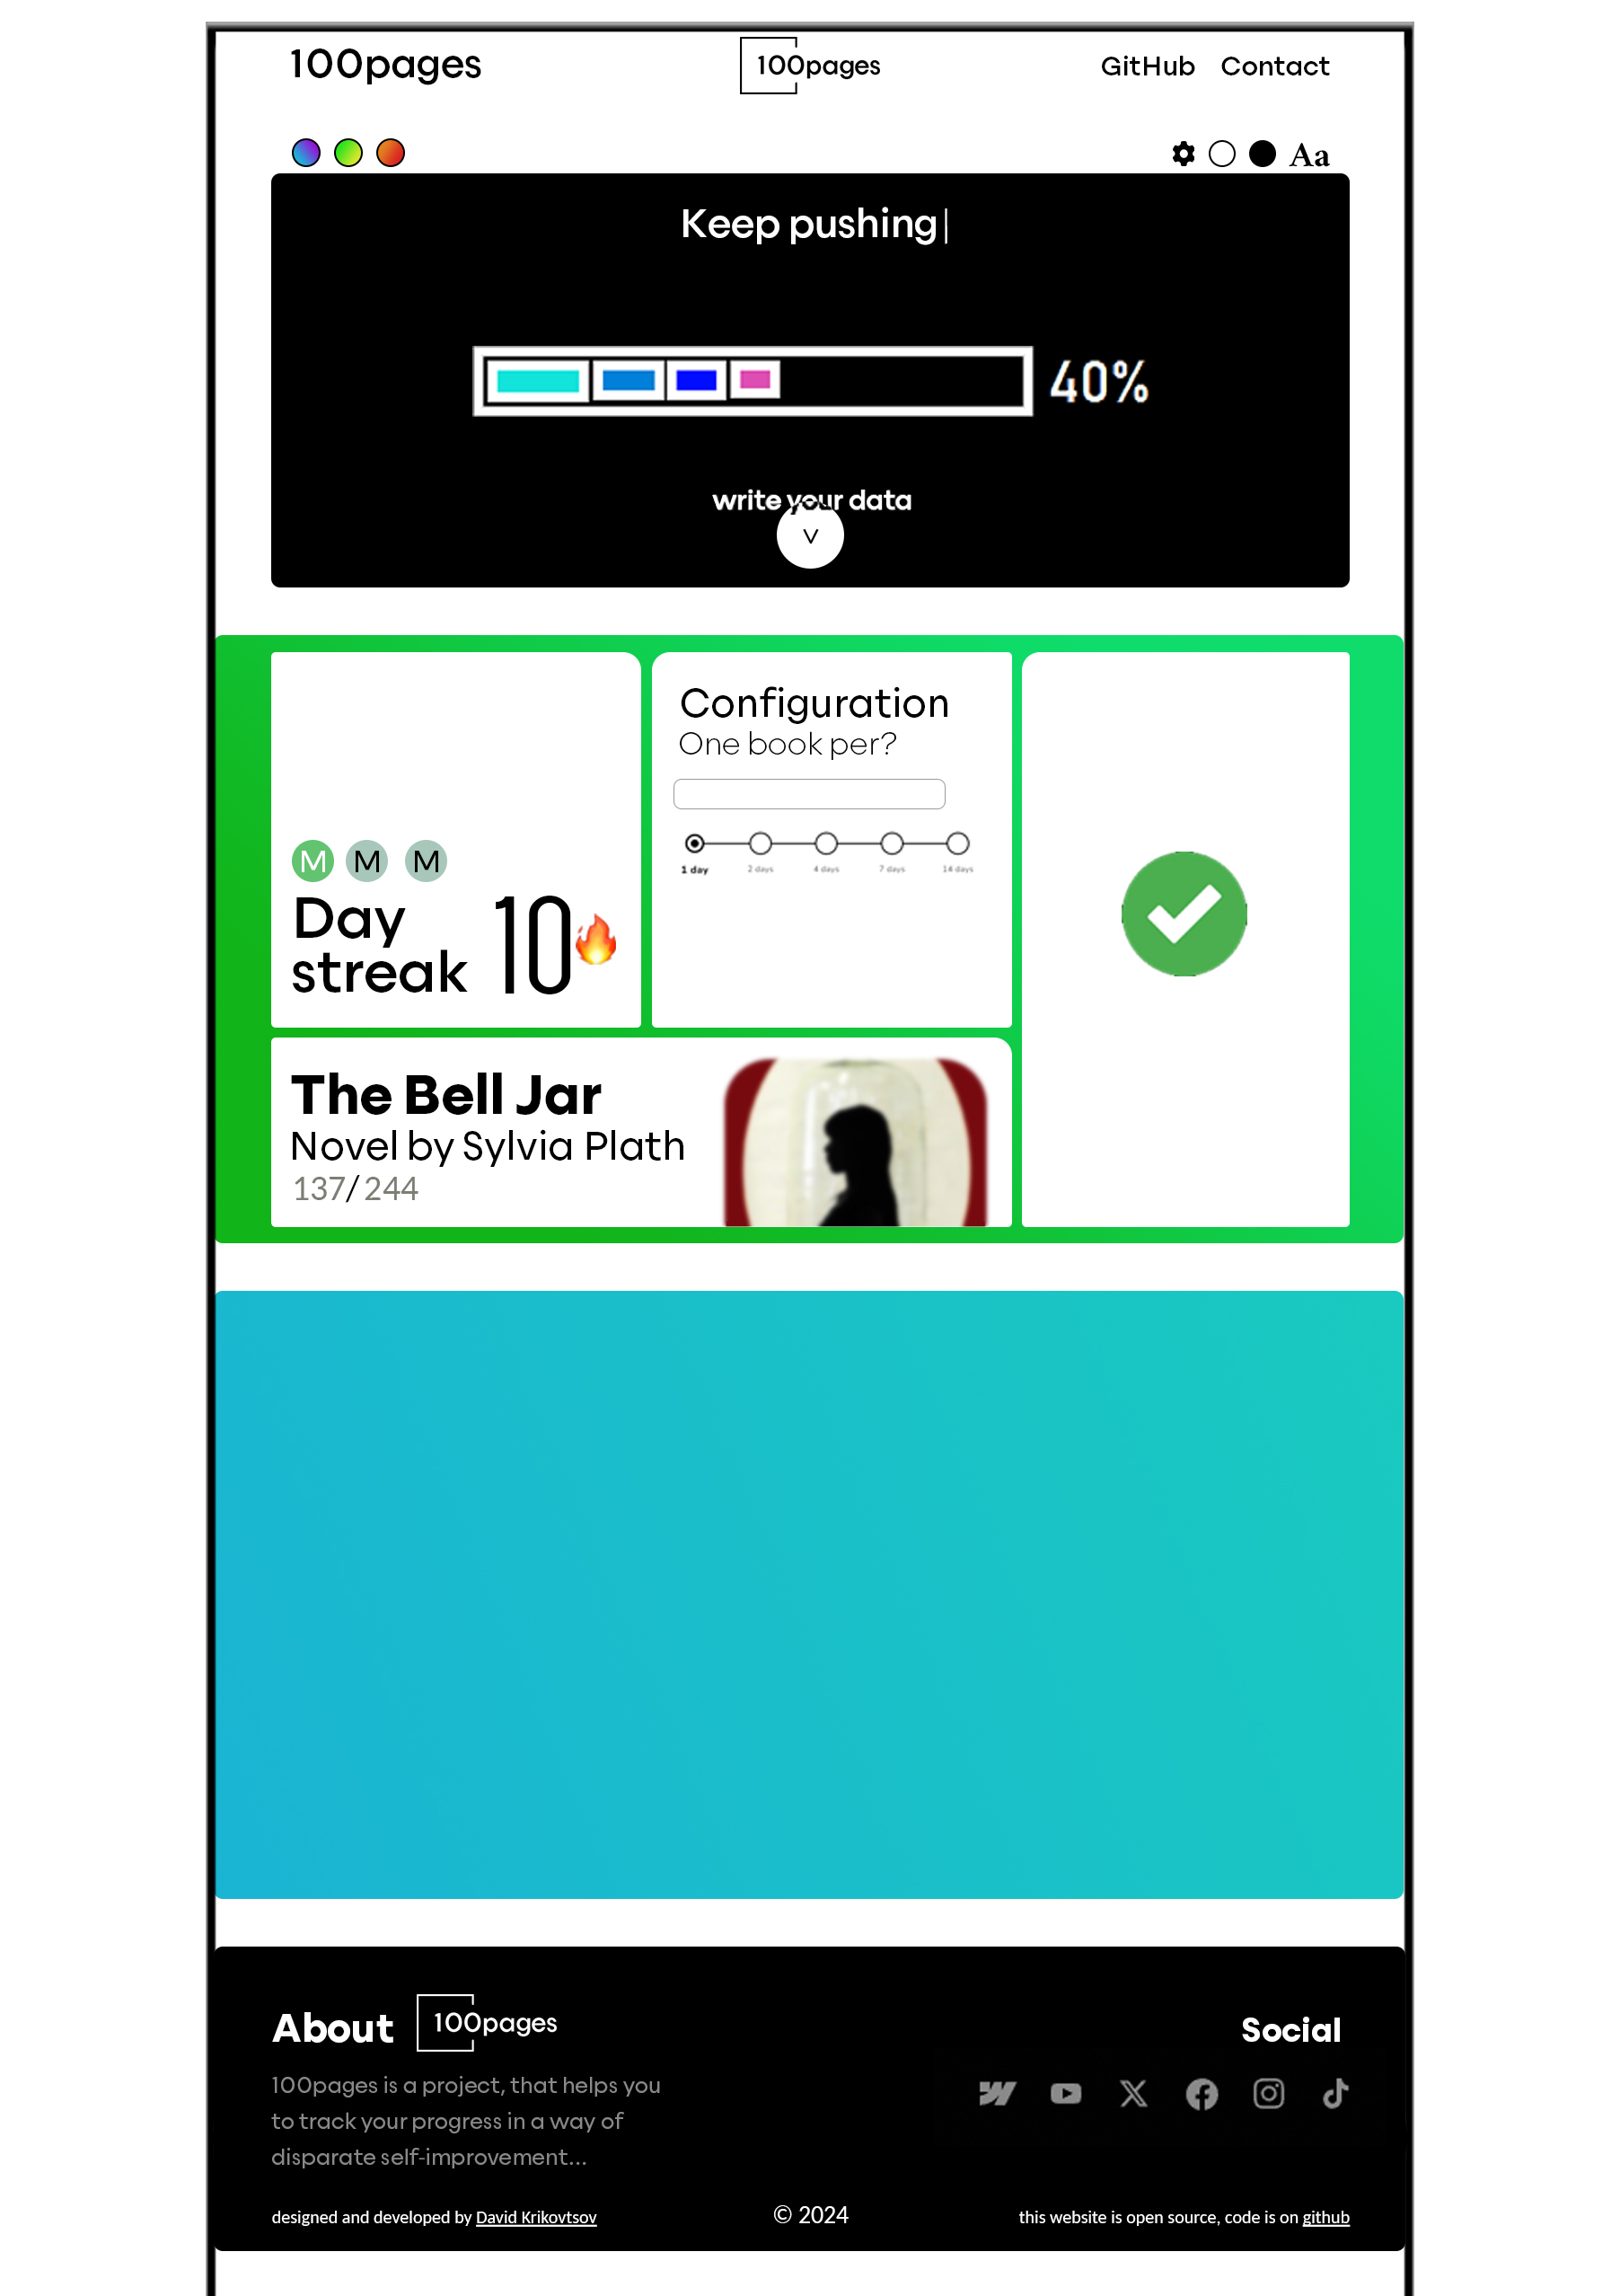 100pages
100pages
GitHub Contact
Aa
Keep pushing|
40%
write your data
V
Configuration
One book per?
1 day 2 days 4 days 7 days 14 days
M M M
Day
streak 10
The Bell Jar
Novel by Sylvia Plath
137/ 244
About 100pages
100pages is a project, that helps you
to track your progress in a way of
disparate self-improvement...
Social
designed and developed by David Krikovtsov
© 2024
this website is open source, code is on github